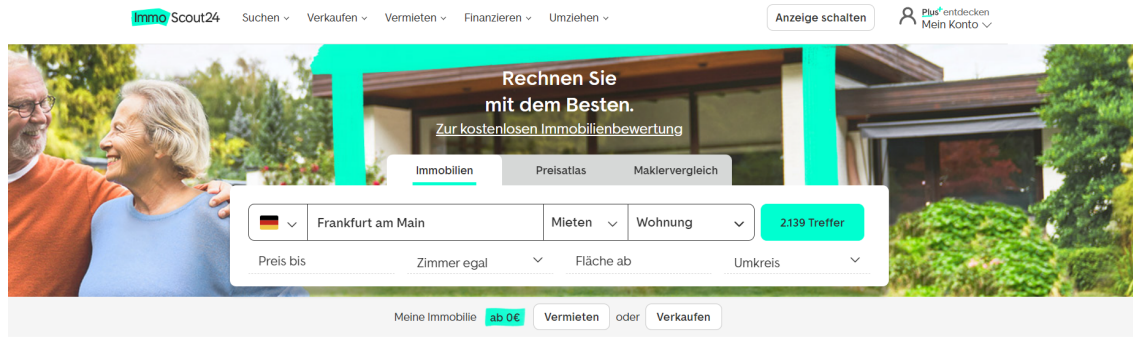 ImmoScout24 Suchen Verkaufen Vermieten Finanzieren Umziehen Anzeige schalten Plus+ entdecken
Mein Konto
Rechnen Sie
mit dem Besten.
Zur kostenlosen Immobilienbewertung
Immobilien Preisatlas Maklervergleich
Frankfurt am Main Mieten Wohnung 2.139 Treffer
Preis bis Zimmer egal Fläche ab Umkreis
Meine Immobilie ab 0€ Vermieten oder Verkaufen